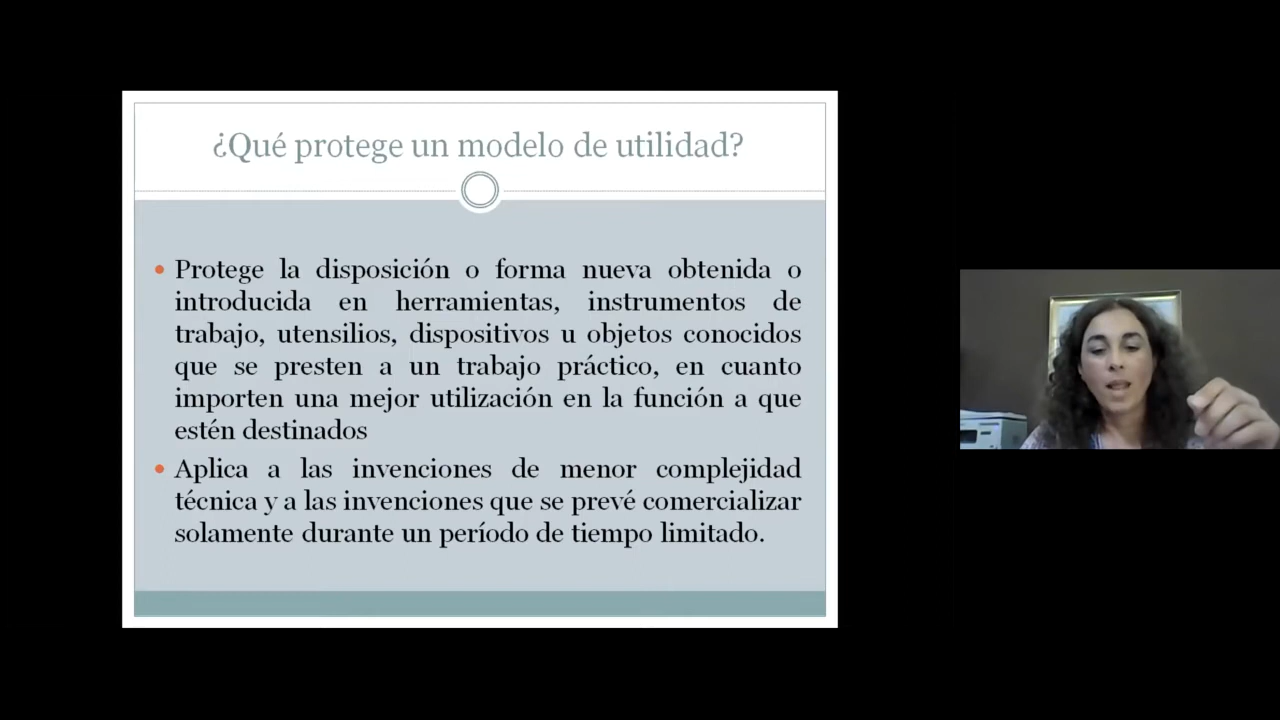 ¿Qué protege un modelo de utilidad?
• Protege la disposición o forma nueva obtenida o
introducida en herramientas, instrumentos de
trabajo, utensilios, dispositivos u objetos conocidos
que se presten a un trabajo práctico, en cuanto
importen una mejor utilización en la función a que
estén destinados
• Aplica a las invenciones de menor complejidad
técnica y a las invenciones que se prevé comercializar
solamente durante un período de tiempo limitado.